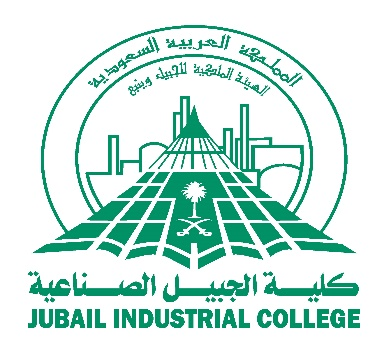 المملكة العربية السعودية
الهيئة الملكية للجبيل وينبع
كلية الجبيل الصناعية
JUBAIL INDUSTRIAL COLLEGE